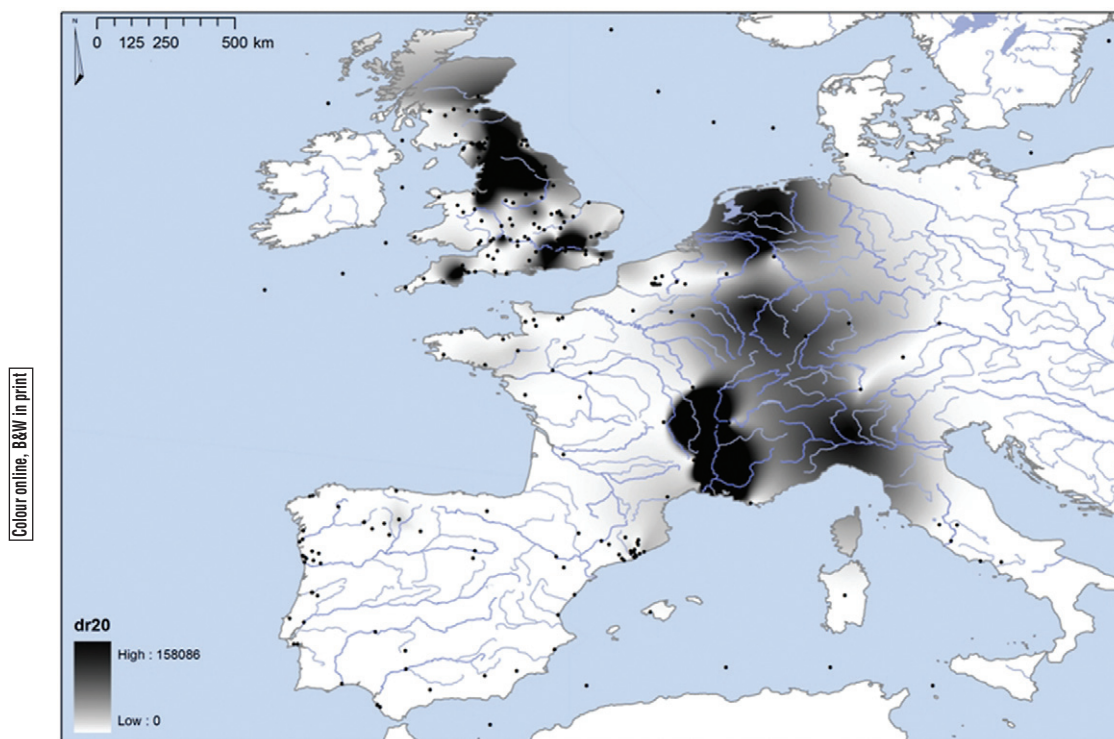 N
0 125 250 500 km
Colour online, B&W in print
dr20
High : 158086
Low : 0